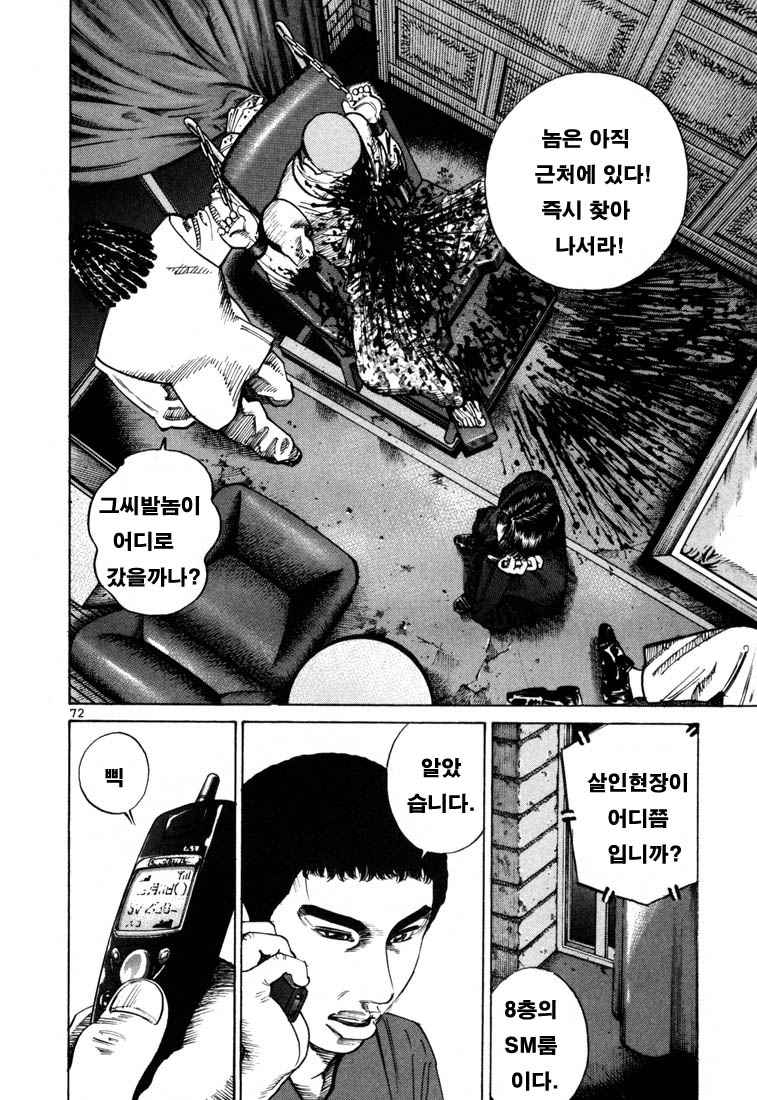 놈은 아직
근처에 있다!
즉시 찾아
나서라!
그씨발놈이
어디로
갔을까나?
72
삑
알았
습니다.
살인현장이
어디쯤
입니까?
8층의
SM룸
이다.